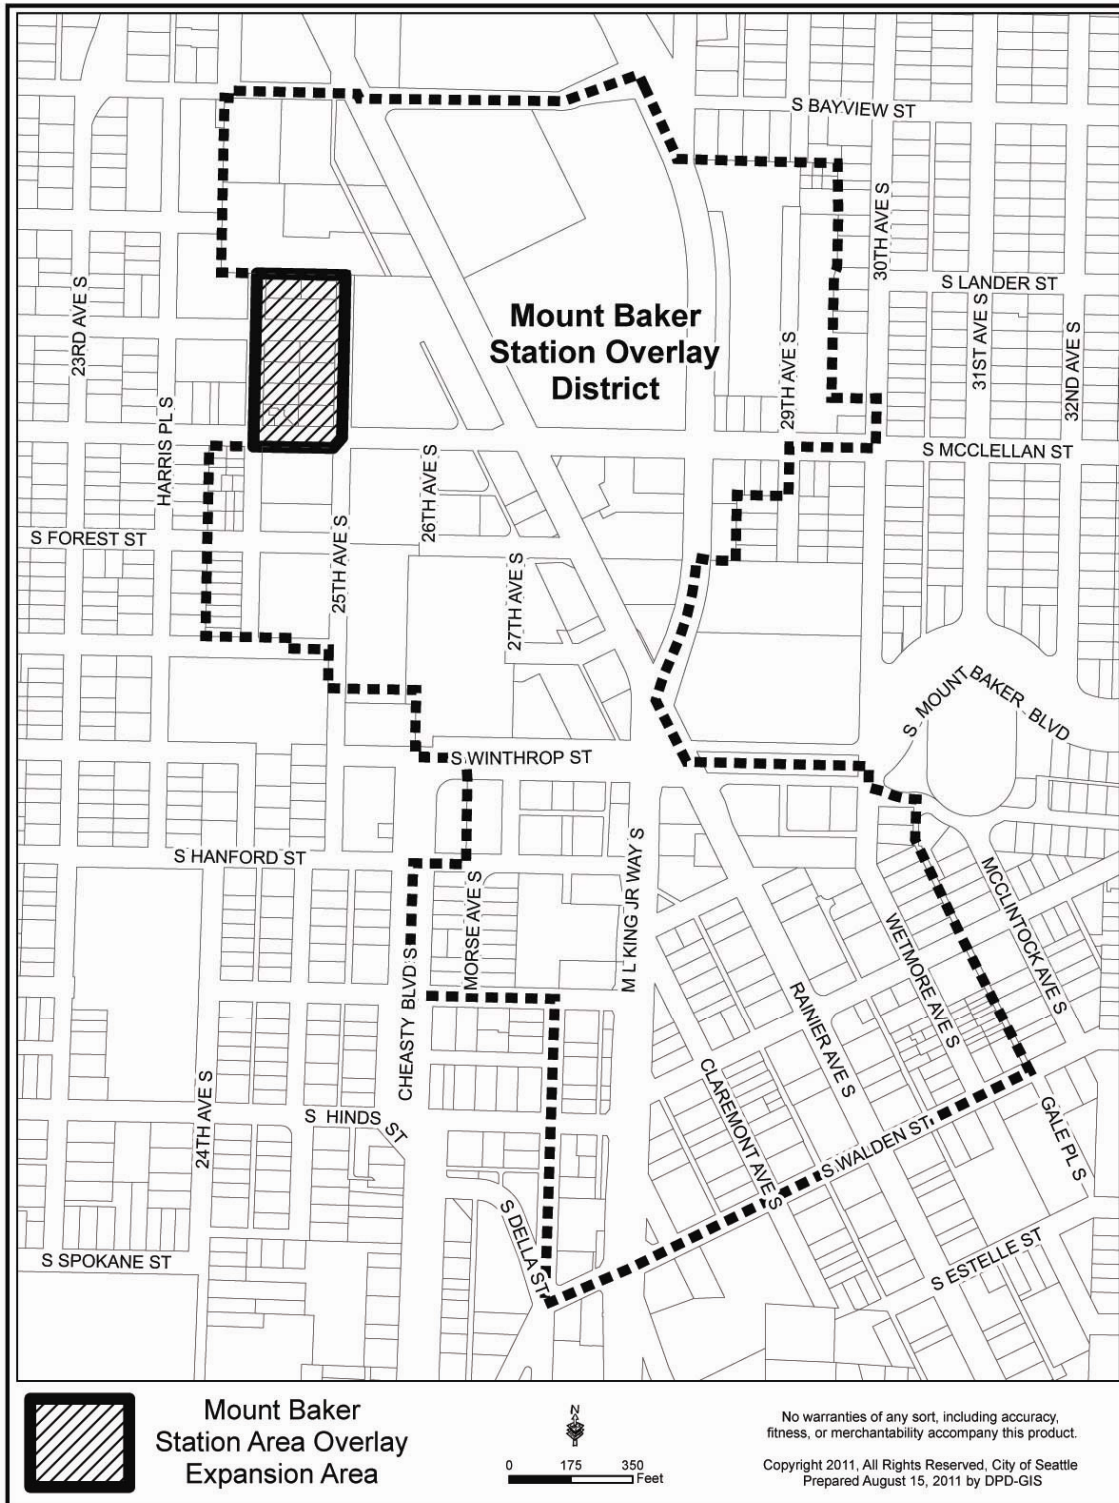 S BAYVIEW ST
30TH AVE S
S LANDER ST
31ST AVE S
32ND AVE S
23RD AVE S
Mount Baker
Station Overlay
District
29TH AVE S
HARRIS PL S
S MCCLELLAN ST
26TH AVE S
S FOREST ST
25TH AVE S
27TH AVE S
S MOUNT BAKER BLVD
S WINTHROP ST
S HANFORD ST
M L KING JR WAY S
MORSE AVE S
MCCLINTOCK AVE S
WETMORE AVE S
CHEASTY BLVD S
RAINIER AVE S
CLAREMONT AVE S
24TH AVE S
S HINDS ST
S WALDEN ST
GALE PL S
S DELLA ST
S SPOKANE ST
S ESTELLE ST
Mount Baker
Station Area Overlay
Expansion Area
N
0 175 350
Feet
No warranties of any sort, including accuracy,
fitness, or merchantability accompany this product.
Copyright 2011, All Rights Reserved, City of Seattle
Prepared August 15, 2011 by DPD-GIS